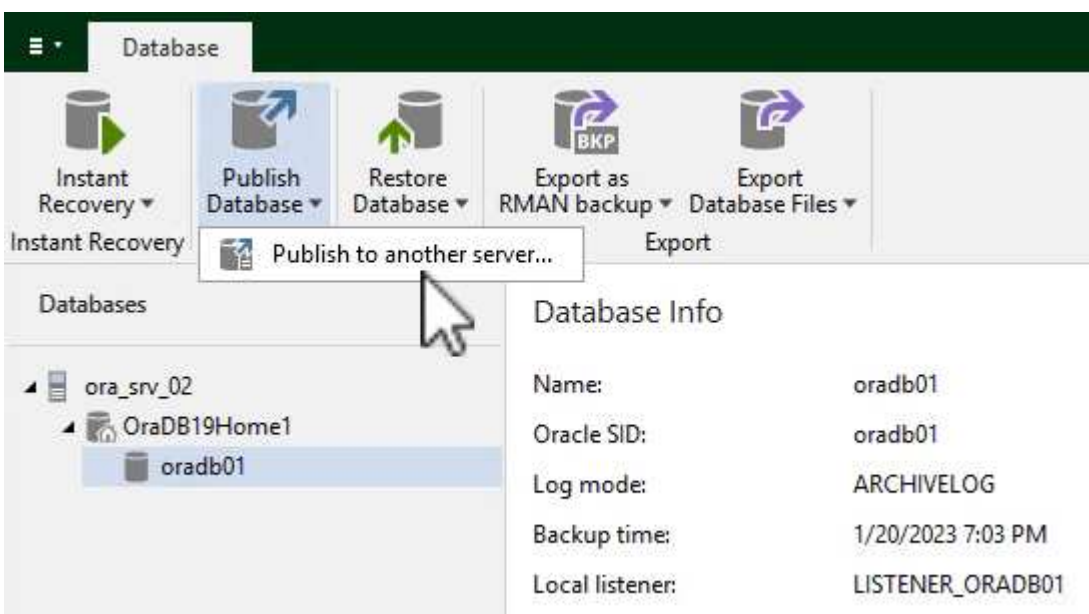 Database
Instant
Recovery
Publish
Database
Restore
Database
BKP
Export as
RMAN backup
Export
Database Files
Instant Recovery
Export
Publish to another server...
Databases
ora_srv_02
OraDB19Home1
oradb01
Database Info
Name: oradb01
Oracle SID: oradb01
Log mode: ARCHIVELOG
Backup time: 1/20/2023 7:03 PM
Local listener: LISTENER_ORADB01